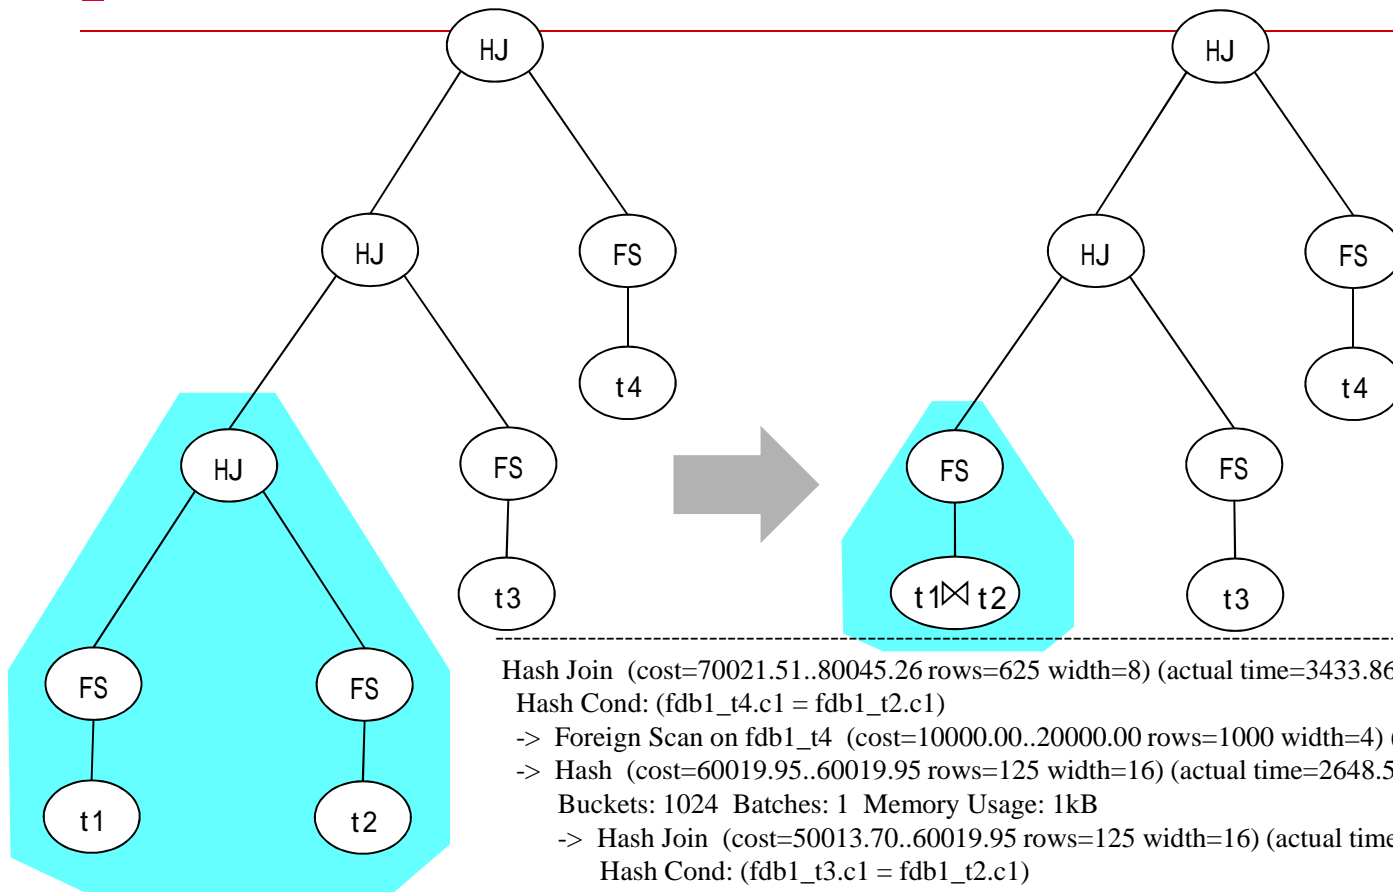 HJ
HJ
HJ
FS
HJ
FS
t4
t4
HJ
FS
FS
FS
t3
t1⋈ t2
t3
FS
FS
t1
t2
Hash Join (cost=70021.51..80045.26 rows=625 width=8) (actual time=3433.86
Hash Cond: (fdb1_t4.c1 = fdb1_t2.c1)
-> Foreign Scan on fdb1_t4 (cost=10000.00..20000.00 rows=1000 width=4) (
-> Hash (cost=60019.95..60019.95 rows=125 width=16) (actual time=2648.5
Buckets: 1024 Batches: 1 Memory Usage: 1kB
-> Hash Join (cost=50013.70..60019.95 rows=125 width=16) (actual time
Hash Cond: (fdb1_t3.c1 = fdb1_t2.c1)